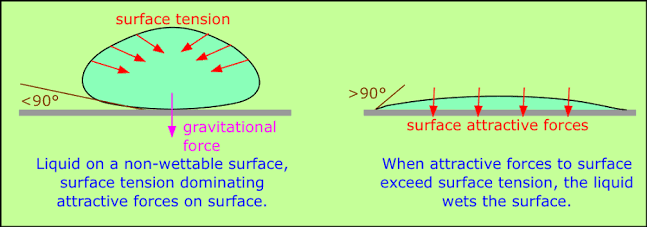 surface tension
<90°
gravitational
force
Liquid on a non-wettable surface,
surface tension dominating
attractive forces on surface.
>90°
surface attractive forces
When attractive forces to surface
exceed surface tension, the liquid
wets the surface.